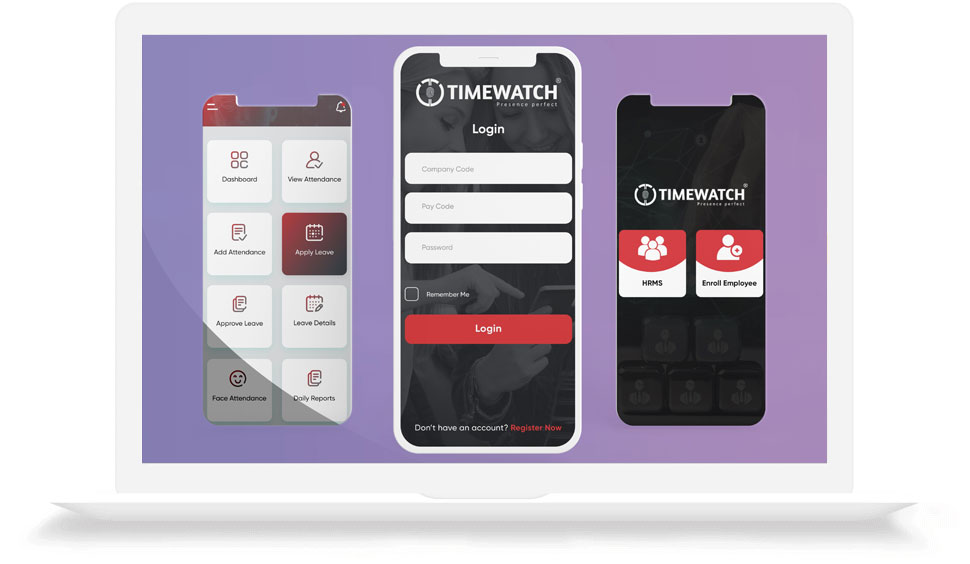 Dashboard
View Attendance
Add Attendance
Apply Leave
Approve Leave
Leave Details
Face Attendance
Daily Reports
TIMEWATCH®
Presence perfect
Login
Company Code
Pay Code
Password
Remember Me
Login
Don't have an account? Register Now
TIMEWATCH®
Presence perfect
HRMS
Enroll Employee